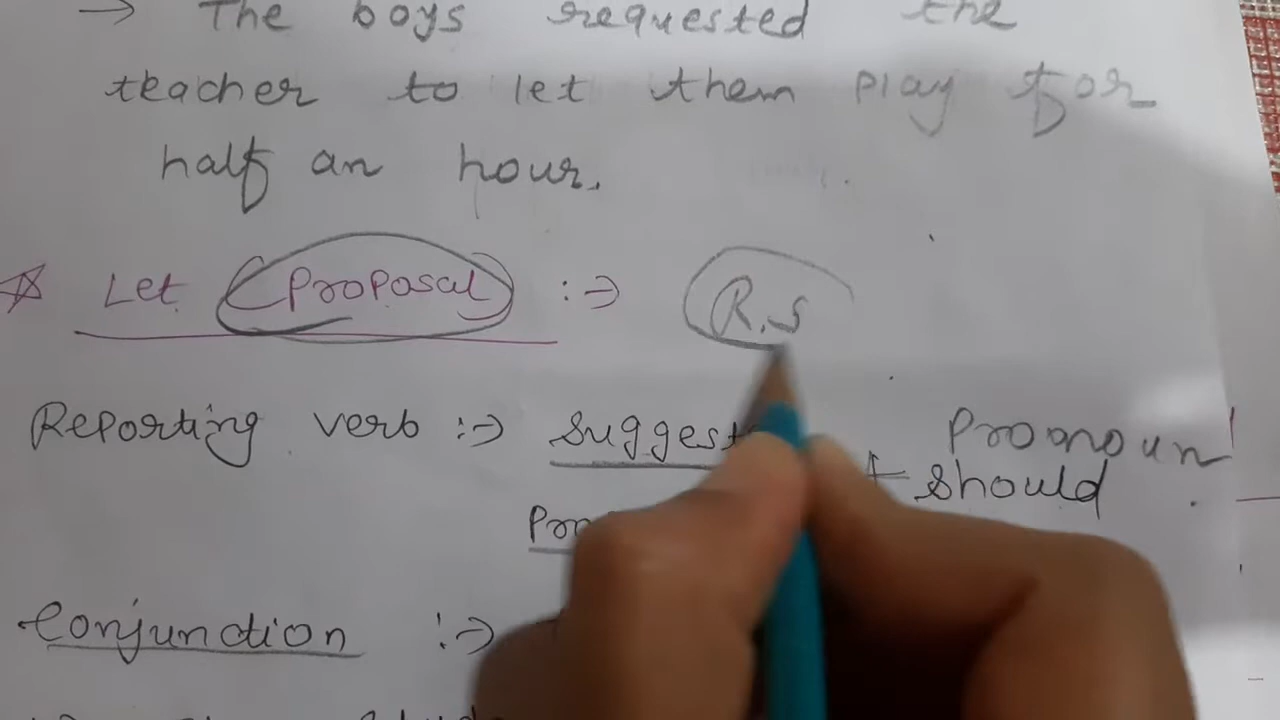 → The boys requested the
teacher to let them play for
half an hour.
☆ Let (Proposal) :→ R.S
Reporting verb :→ suggest
Pronoun
+ should
Conjunction :→